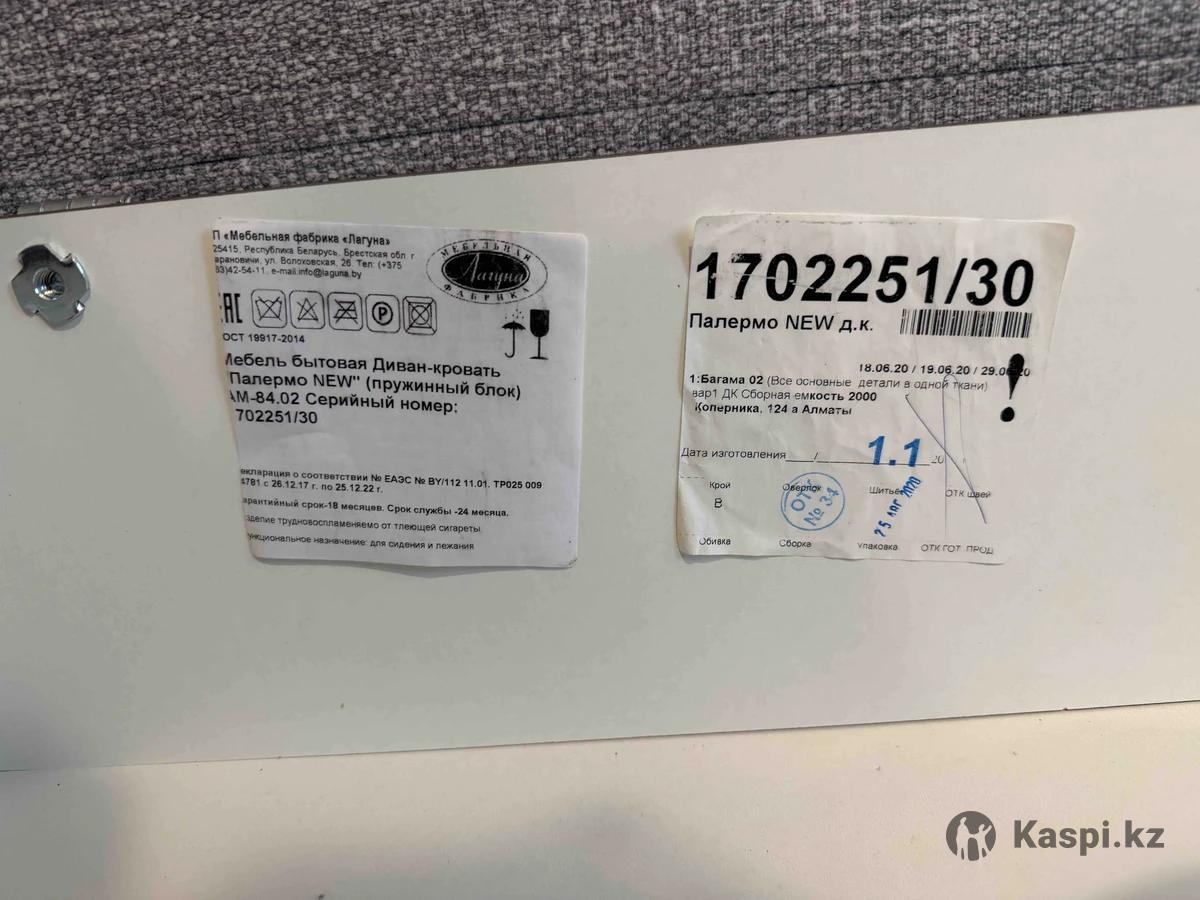 П «Мебельная фабрика «Лагуна»
25415, Республика Беларусь, Брестская обл. г
арановичи, ул. Волоховская, 26. Тел: (+375
63)42-54-11, e-mail.info@laguna.by
МЕБЕЛЬНАЯ
Лагуна
ФАБРИКА
EAC
P
ОСТ 19917-2014
Мебель бытовая Диван-кровать
"Палермо NEW" (пружинный блок)
АМ-84.02 Серийный номер:
702251/30
екларация о соответствии № ЕАЭС № BY/112 11.01. ТР025 009
4781 с 26.12.17 г. по 25.12.22 г.
арантийный срок-18 месяцев. Срок службы -24 месяца.
зделие трудновоспламеняемо от тлеющей сигареты
ункциональное назначение: для сидения и лежания
1702251/30
Палермо NEW д.к.
18.06.20 / 19.06.20 / 29.06.20
!
1:Багама 02 (Все основные детали в одной ткани)
вар1 ДК Сборная емкость 2000
Коперника, 124 а Алматы
Дата изготовления___/ 1.1 20
Крой Оверлок Шитьё ОТК швей
В
ОТК
№ 34
25 АВГ 2020
Обивка Сборка Упаковка ОТК ГОТ. ПРОД
Kaspi.kz